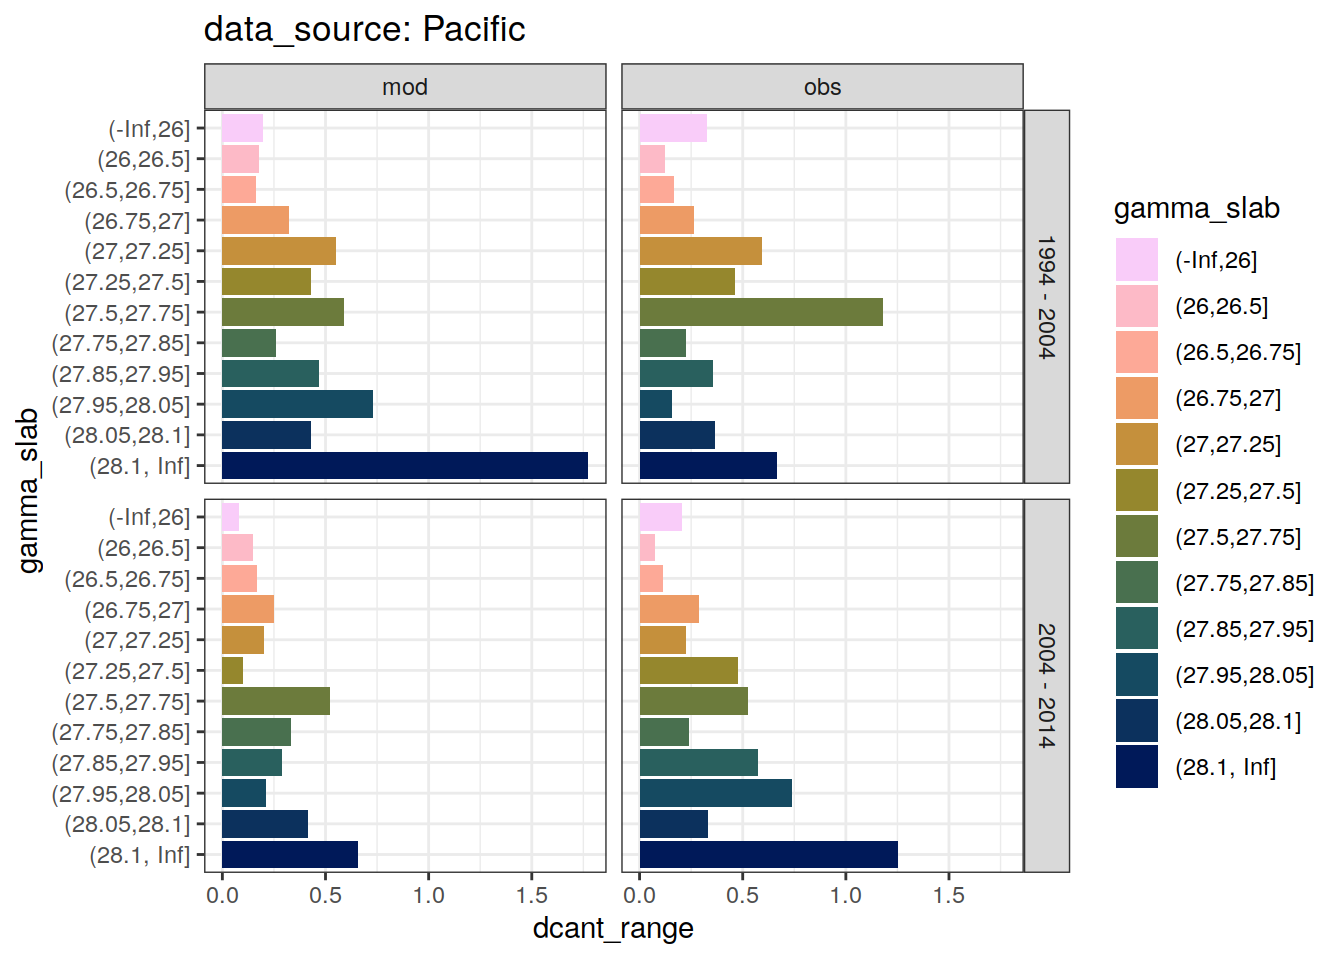 data_source: Pacific
mod
obs
(-Inf,26]
(26,26.5]
(26.5,26.75]
(26.75,27]
(27,27.25]
(27.25,27.5]
(27.5,27.75]
(27.75,27.85]
(27.85,27.95]
(27.95,28.05]
(28.05,28.1]
(28.1, Inf]
1994 - 2004
(-Inf,26]
(26,26.5]
(26.5,26.75]
(26.75,27]
(27,27.25]
(27.25,27.5]
(27.5,27.75]
(27.75,27.85]
(27.85,27.95]
(27.95,28.05]
(28.05,28.1]
(28.1, Inf]
2004 - 2014
gamma_slab
0.0 0.5 1.0 1.5
0.0 0.5 1.0 1.5
dcant_range
gamma_slab
(-Inf,26]
(26,26.5]
(26.5,26.75]
(26.75,27]
(27,27.25]
(27.25,27.5]
(27.5,27.75]
(27.75,27.85]
(27.85,27.95]
(27.95,28.05]
(28.05,28.1]
(28.1, Inf]